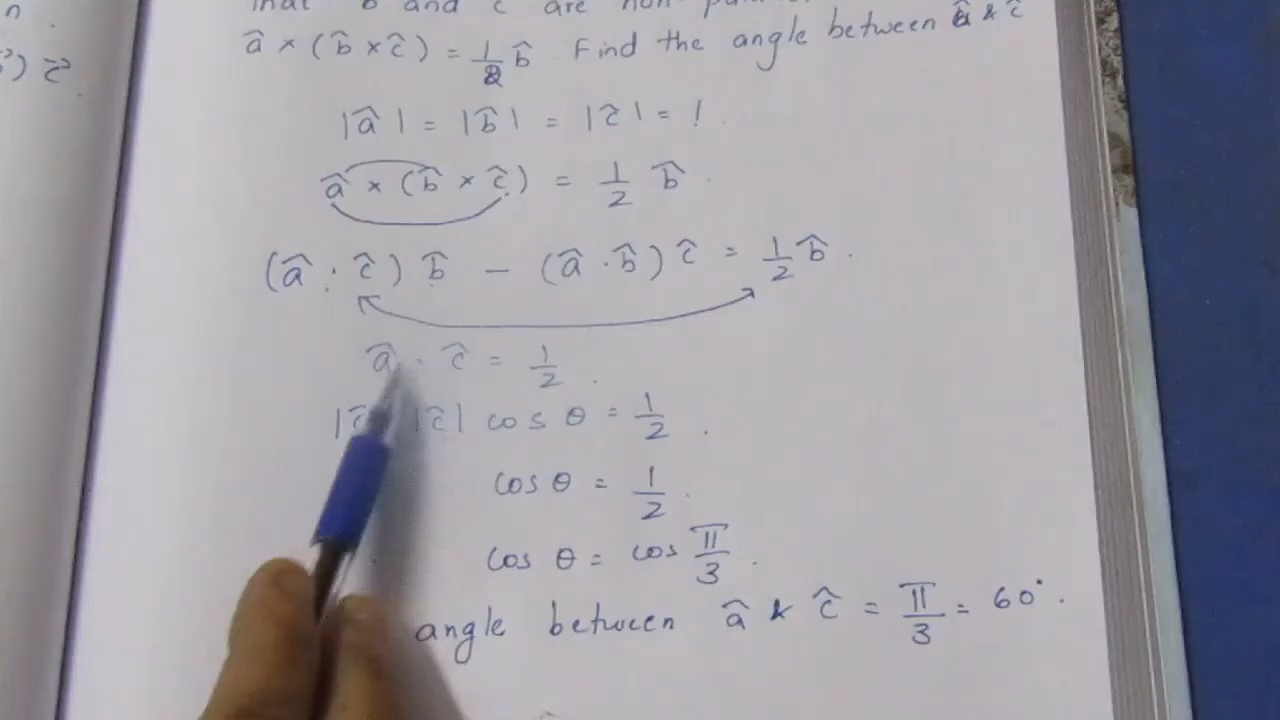 n
) c⃗
that b and c are non
â × (b̂ × ĉ) = 1/2 b̂ . Find the angle between â & ĉ
|â| = |b̂| = |ĉ| = 1 .
â × (b̂ × ĉ) = 1/2 b̂ .
(â . ĉ) b̂ – (â . b̂) ĉ = 1/2 b̂ .
â . ĉ = 1/2 .
|ĉ| cos θ = 1/2 .
cos θ = 1/2 .
cos θ = cos π/3 .
angle between â & ĉ = π/3 = 60° .